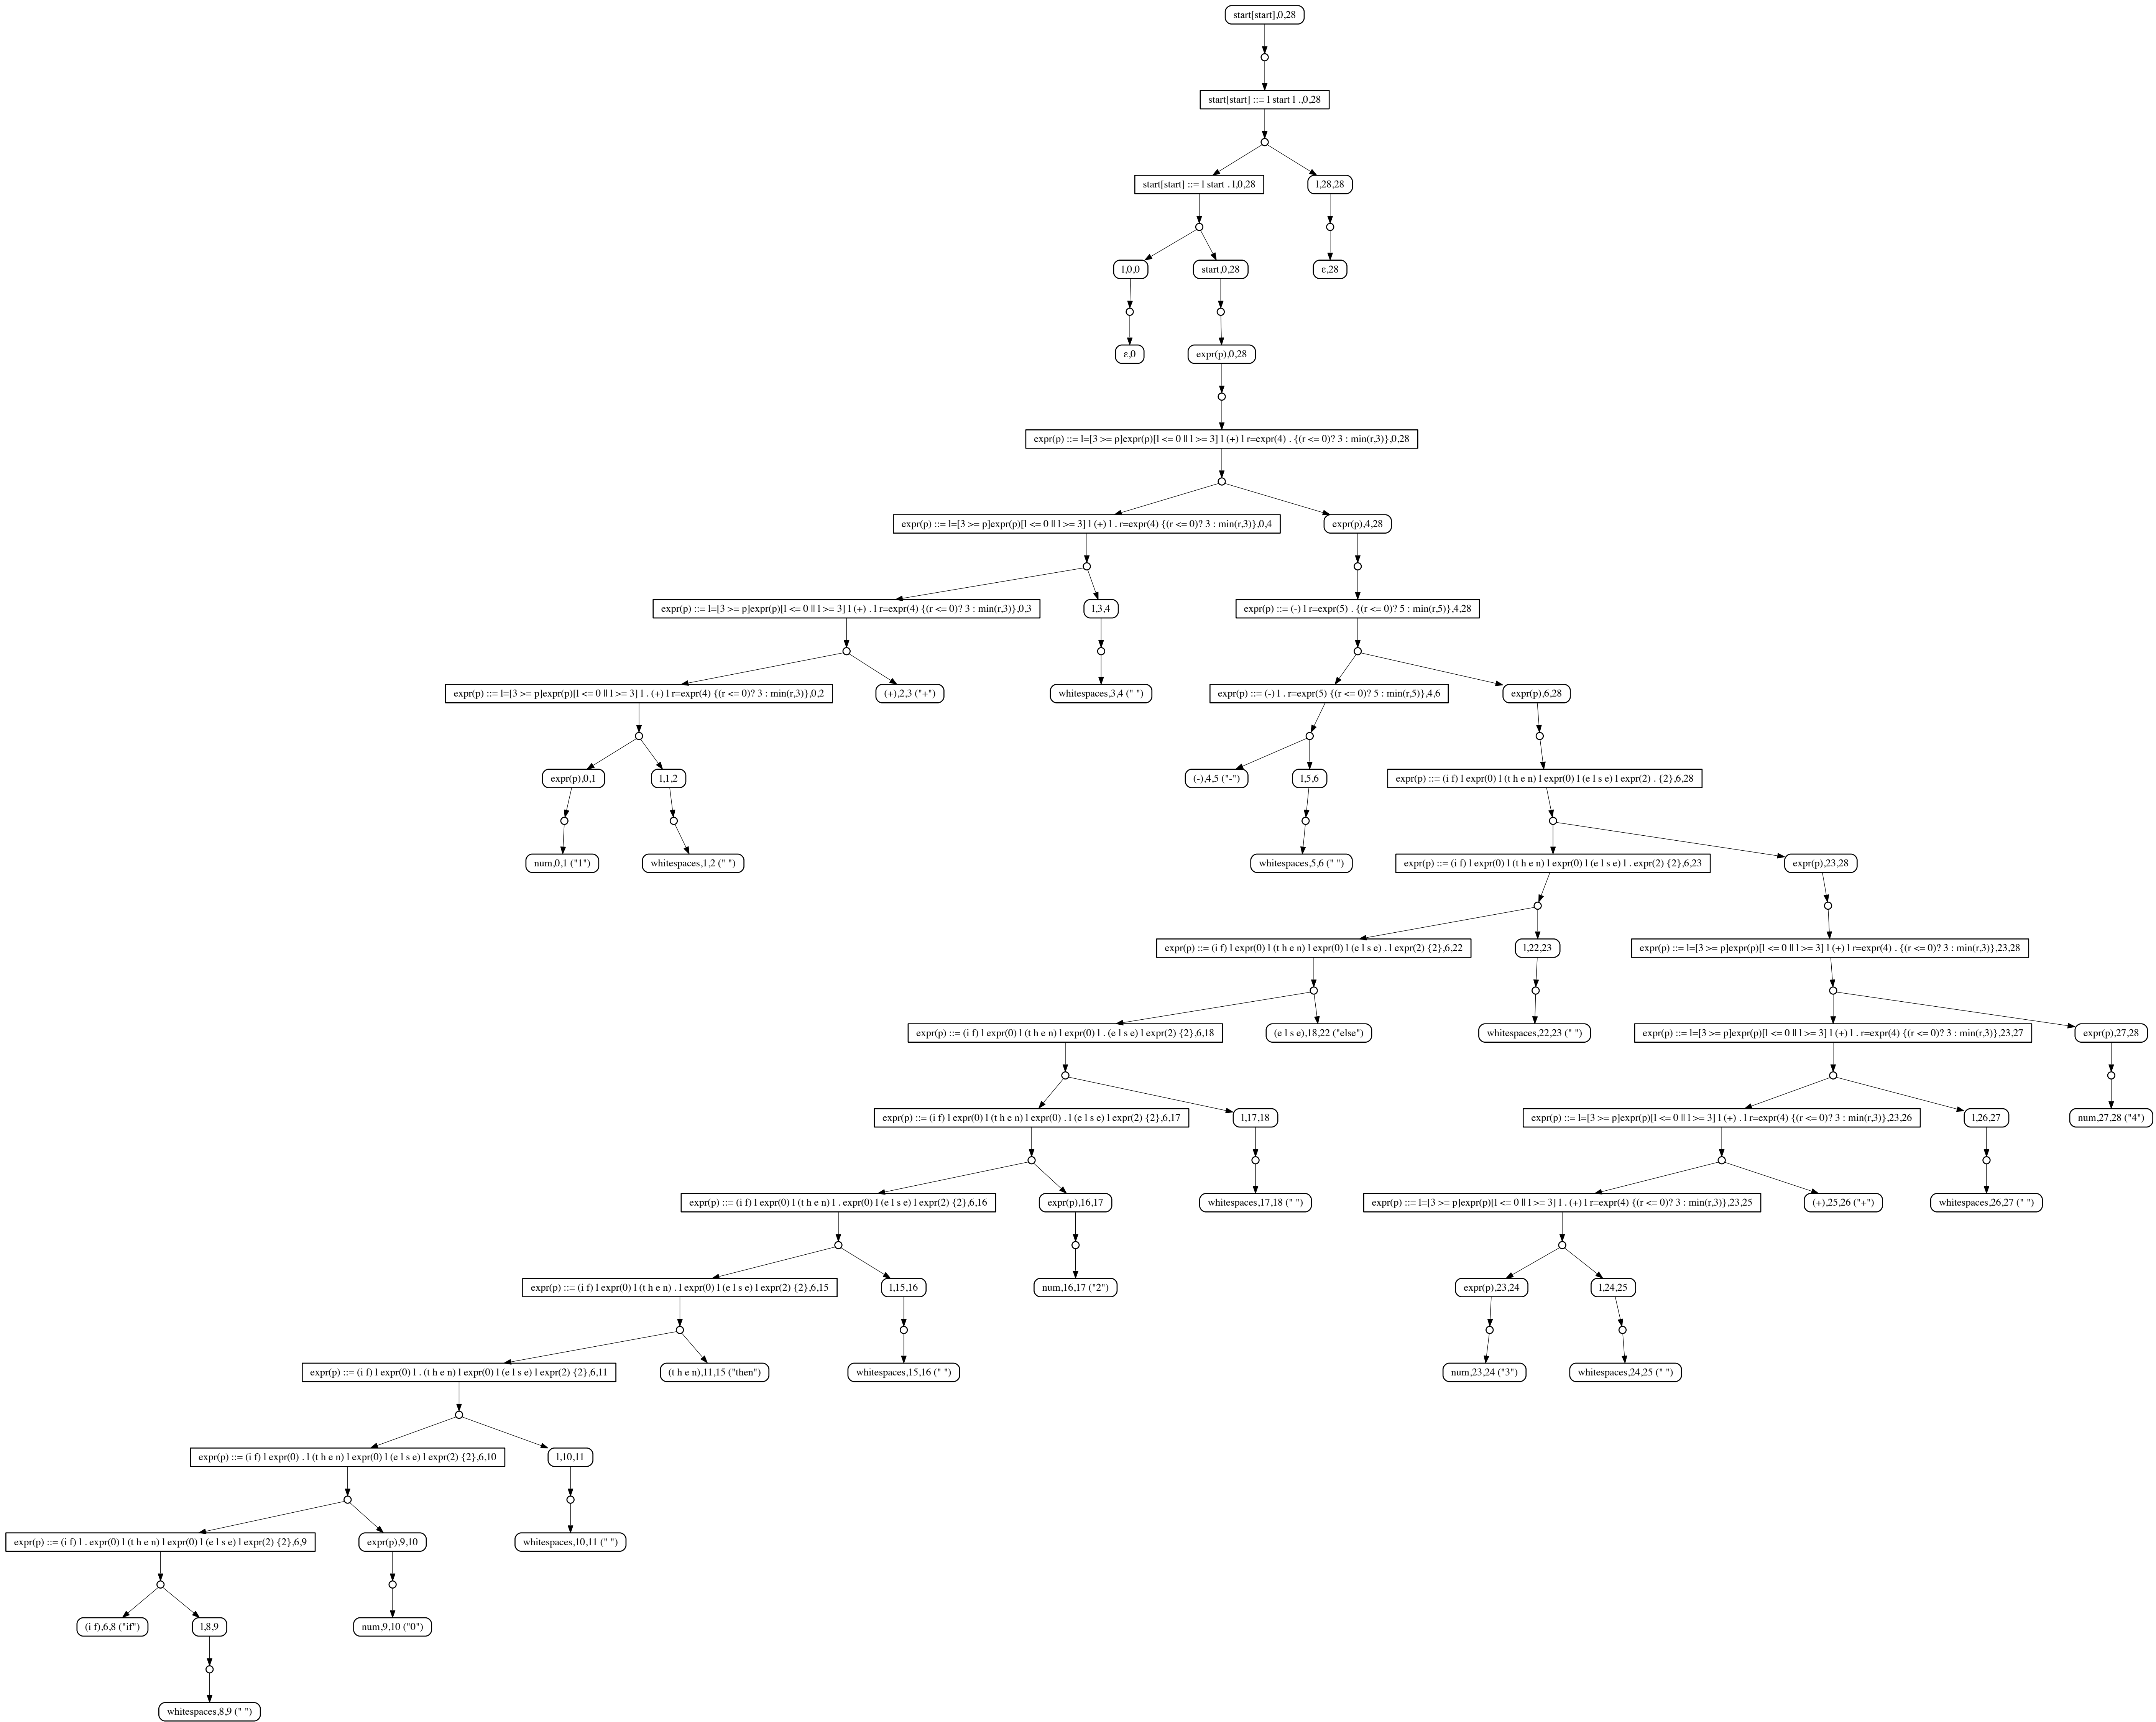 start[start],0,28
start[start] ::= l start l .,0,28
start[start] ::= l start . l,0,28
l,28,28
l,0,0
start,0,28
ε,28
ε,0
expr(p),0,28
expr(p) ::= l=[3 >= p]expr(p)[l <= 0 || l >= 3] l (+) l r=expr(4) . {(r <= 0)? 3 : min(r,3)},0,28
expr(p) ::= l=[3 >= p]expr(p)[l <= 0 || l >= 3] l (+) l . r=expr(4) {(r <= 0)? 3 : min(r,3)},0,4
expr(p),4,28
expr(p) ::= l=[3 >= p]expr(p)[l <= 0 || l >= 3] l (+) . l r=expr(4) {(r <= 0)? 3 : min(r,3)},0,3
l,3,4
expr(p) ::= (-) l r=expr(5) . {(r <= 0)? 5 : min(r,5)},4,28
expr(p) ::= l=[3 >= p]expr(p)[l <= 0 || l >= 3] l . (+) l r=expr(4) {(r <= 0)? 3 : min(r,3)},0,2
(+),2,3 ("+")
whitespaces,3,4 (" ")
expr(p) ::= (-) l . r=expr(5) {(r <= 0)? 5 : min(r,5)},4,6
expr(p),6,28
expr(p),0,1
l,1,2
(-),4,5 ("-")
l,5,6
expr(p) ::= (i f) l expr(0) l (t h e n) l expr(0) l (e l s e) l expr(2) . {2},6,28
num,0,1 ("1")
whitespaces,1,2 (" ")
whitespaces,5,6 (" ")
expr(p) ::= (i f) l expr(0) l (t h e n) l expr(0) l (e l s e) l . expr(2) {2},6,23
expr(p),23,28
expr(p) ::= (i f) l expr(0) l (t h e n) l expr(0) l (e l s e) . l expr(2) {2},6,22
l,22,23
expr(p) ::= l=[3 >= p]expr(p)[l <= 0 || l >= 3] l (+) l r=expr(4) . {(r <= 0)? 3 : min(r,3)},23,28
expr(p) ::= (i f) l expr(0) l (t h e n) l expr(0) l . (e l s e) l expr(2) {2},6,18
(e l s e),18,22 ("else")
whitespaces,22,23 (" ")
expr(p) ::= l=[3 >= p]expr(p)[l <= 0 || l >= 3] l (+) l . r=expr(4) {(r <= 0)? 3 : min(r,3)},23,27
expr(p),27,28
expr(p) ::= (i f) l expr(0) l (t h e n) l expr(0) . l (e l s e) l expr(2) {2},6,17
l,17,18
expr(p) ::= l=[3 >= p]expr(p)[l <= 0 || l >= 3] l (+) . l r=expr(4) {(r <= 0)? 3 : min(r,3)},23,26
l,26,27
num,27,28 ("4")
expr(p) ::= (i f) l expr(0) l (t h e n) l . expr(0) l (e l s e) l expr(2) {2},6,16
expr(p),16,17
whitespaces,17,18 (" ")
expr(p) ::= l=[3 >= p]expr(p)[l <= 0 || l >= 3] l . (+) l r=expr(4) {(r <= 0)? 3 : min(r,3)},23,25
(+),25,26 ("+")
whitespaces,26,27 (" ")
expr(p) ::= (i f) l expr(0) l (t h e n) . l expr(0) l (e l s e) l expr(2) {2},6,15
l,15,16
num,16,17 ("2")
expr(p),23,24
l,24,25
expr(p) ::= (i f) l expr(0) l . (t h e n) l expr(0) l (e l s e) l expr(2) {2},6,11
(t h e n),11,15 ("then")
whitespaces,15,16 (" ")
num,23,24 ("3")
whitespaces,24,25 (" ")
expr(p) ::= (i f) l expr(0) . l (t h e n) l expr(0) l (e l s e) l expr(2) {2},6,10
l,10,11
expr(p) ::= (i f) l . expr(0) l (t h e n) l expr(0) l (e l s e) l expr(2) {2},6,9
expr(p),9,10
whitespaces,10,11 (" ")
(i f),6,8 ("if")
l,8,9
num,9,10 ("0")
whitespaces,8,9 (" ")